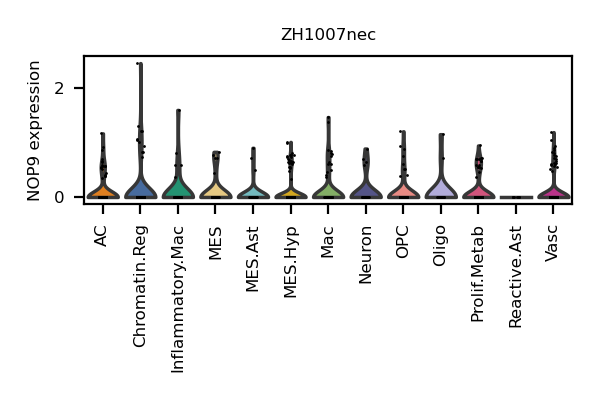 ZH1007nec
NOP9 expression
2
0
AC
Chromatin.Reg
Inflammatory.Mac
MES
MES.Ast
MES.Hyp
Mac
Neuron
OPC
Oligo
Prolif.Metab
Reactive.Ast
Vasc